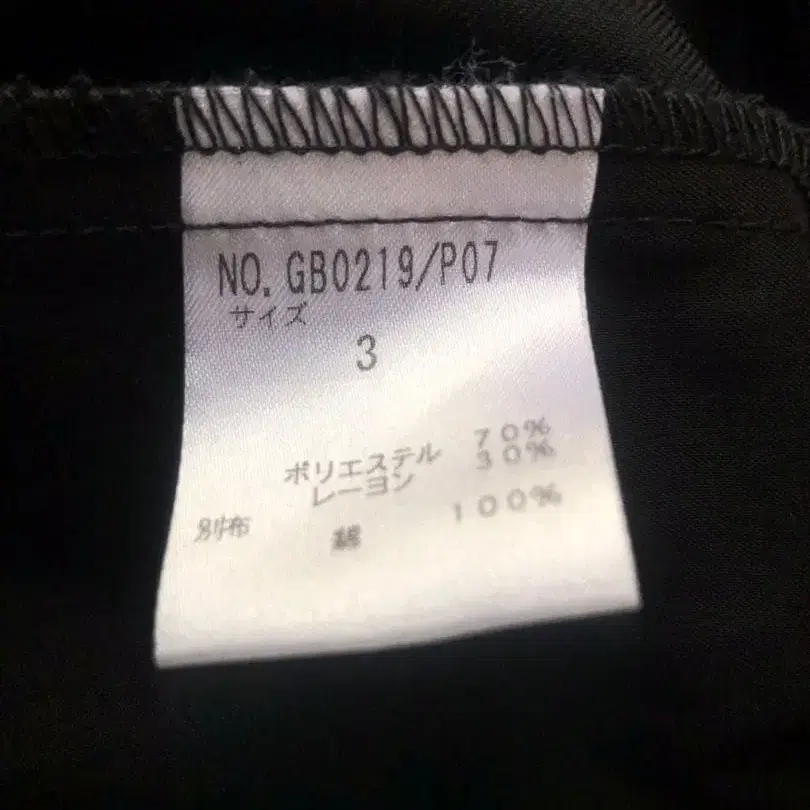 NO. GB0219/P07
サイズ
3
ポリエステル 70%
レーヨン 30%
別布 綿 100%